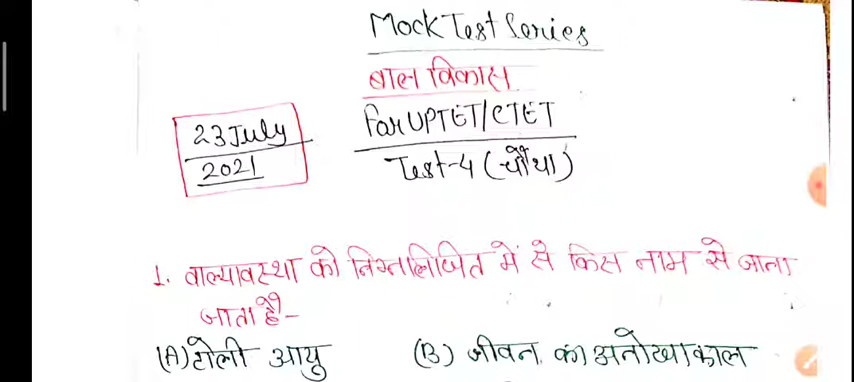 Mock Test Series
बाल विकास
For UPTET/CTET
23 July
2021
Test-4 (चौथा)
1. वाल्यावस्था को निम्नलिखित में से किस नाम से जाता
जाता है-
(A) टोली आयु (B) जीवन का अनोखा काल